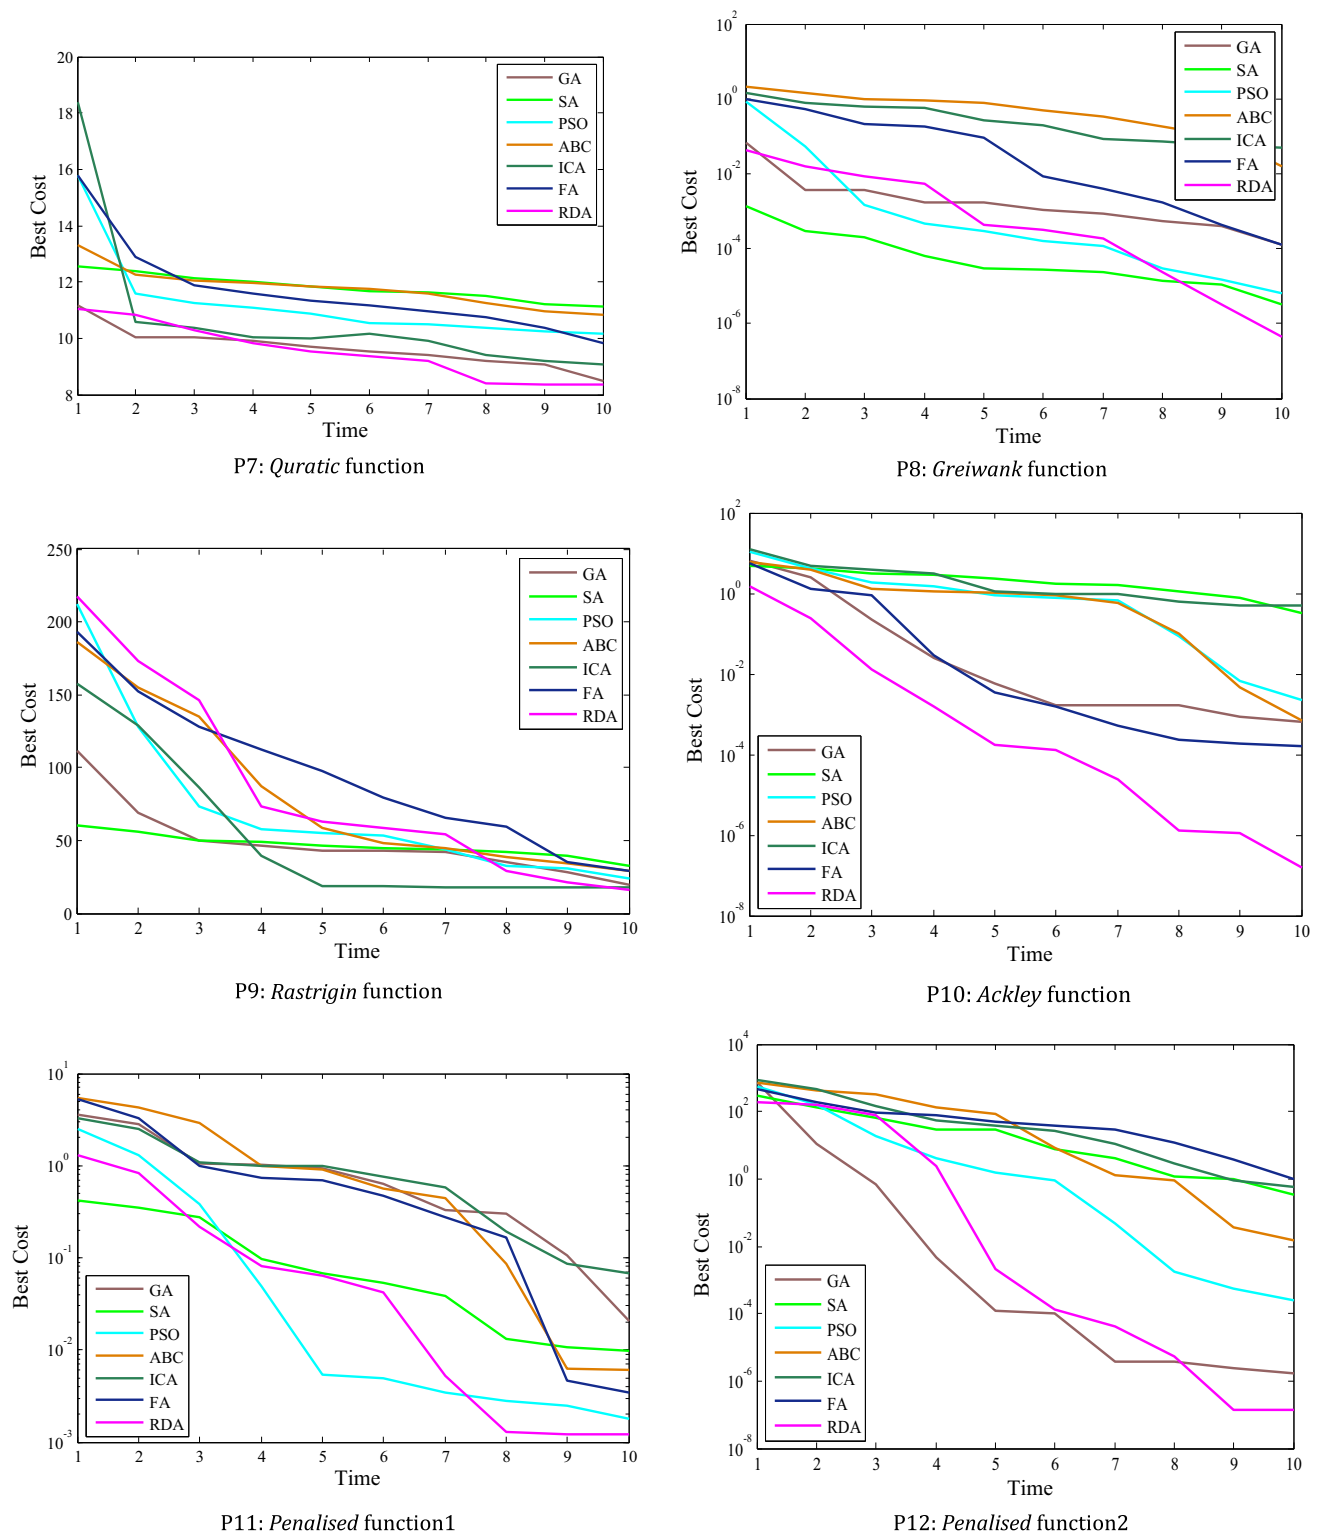 20
18
16
14
12
10
8
Best Cost
GA
SA
PSO
ABC
ICA
FA
RDA
1 2 3 4 5 6 7 8 9 10
Time
P7: Quratic function
10^2
10^0
10^-2
10^-4
10^-6
10^-8
Best Cost
GA
SA
PSO
ABC
ICA
FA
RDA
1 2 3 4 5 6 7 8 9 10
Time
P8: Greiwank function
250
200
150
100
50
0
Best Cost
GA
SA
PSO
ABC
ICA
FA
RDA
1 2 3 4 5 6 7 8 9 10
Time
P9: Rastrigin function
10^2
10^0
10^-2
10^-4
10^-6
10^-8
Best Cost
GA
SA
PSO
ABC
ICA
FA
RDA
1 2 3 4 5 6 7 8 9 10
Time
P10: Ackley function
10^1
10^0
10^-1
10^-2
10^-3
Best Cost
GA
SA
PSO
ABC
ICA
FA
RDA
1 2 3 4 5 6 7 8 9 10
Time
P11: Penalised function1
10^4
10^2
10^0
10^-2
10^-4
10^-6
10^-8
Best Cost
GA
SA
PSO
ABC
ICA
FA
RDA
1 2 3 4 5 6 7 8 9 10
Time
P12: Penalised function2